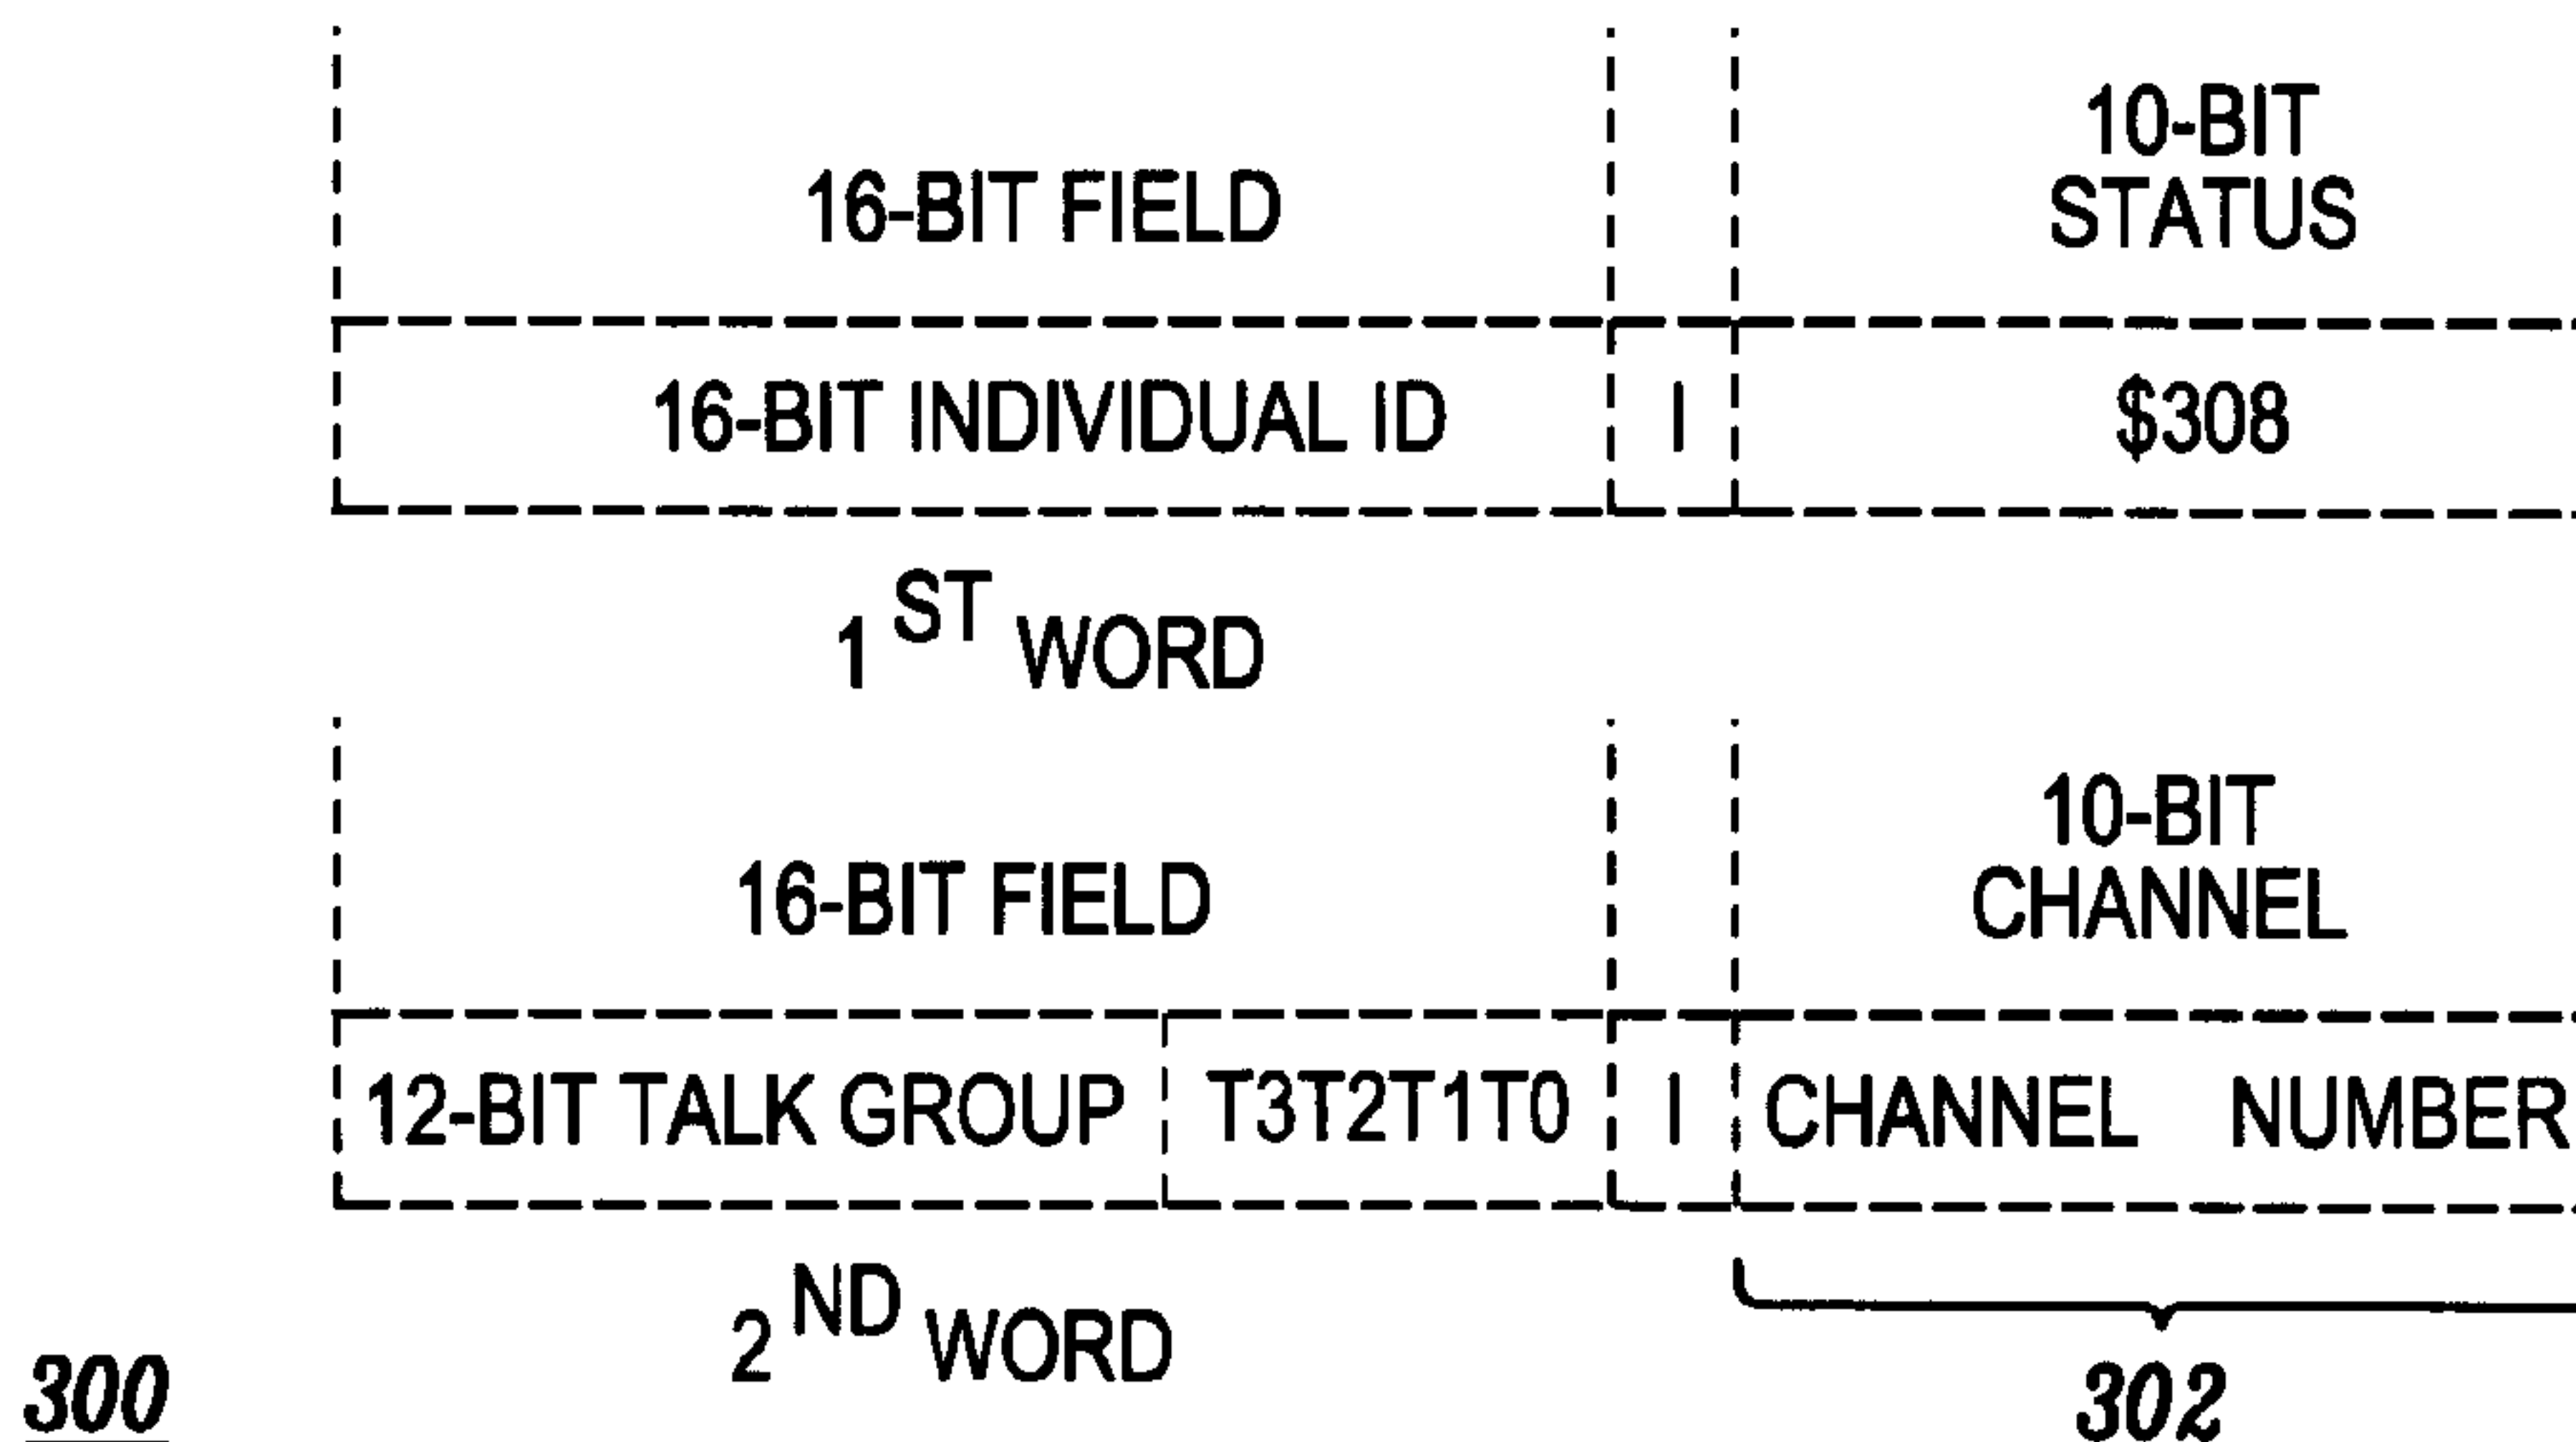 16-BIT FIELD
10-BIT
STATUS
16-BIT INDIVIDUAL ID I $308
1ST WORD
16-BIT FIELD
10-BIT
CHANNEL
12-BIT TALK GROUP T3T2T1T0 I CHANNEL NUMBER
2ND WORD
300
302